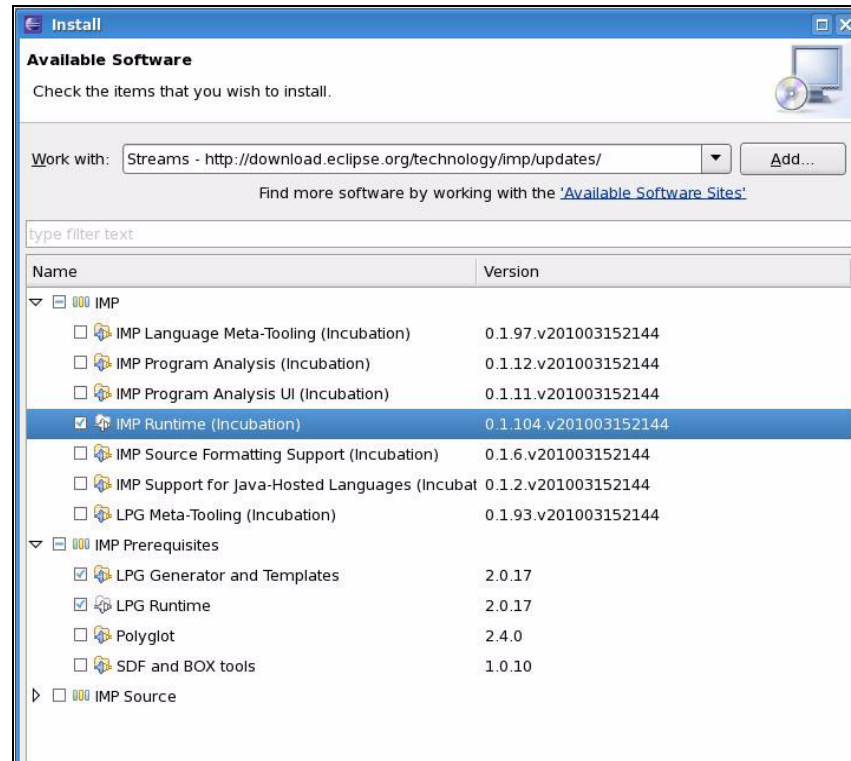 Install
Available Software
Check the items that you wish to install.
Work with: Streams - http://download.eclipse.org/technology/imp/updates/ Add...
Find more software by working with the 'Available Software Sites'
type filter text
Name Version
IMP
IMP Language Meta-Tooling (Incubation) 0.1.97.v201003152144
IMP Program Analysis (Incubation) 0.1.12.v201003152144
IMP Program Analysis UI (Incubation) 0.1.11.v201003152144
IMP Runtime (Incubation) 0.1.104.v201003152144
IMP Source Formatting Support (Incubation) 0.1.6.v201003152144
IMP Support for Java-Hosted Languages (Incubat 0.1.2.v201003152144
LPG Meta-Tooling (Incubation) 0.1.93.v201003152144
IMP Prerequisites
LPG Generator and Templates 2.0.17
LPG Runtime 2.0.17
Polyglot 2.4.0
SDF and BOX tools 1.0.10
IMP Source